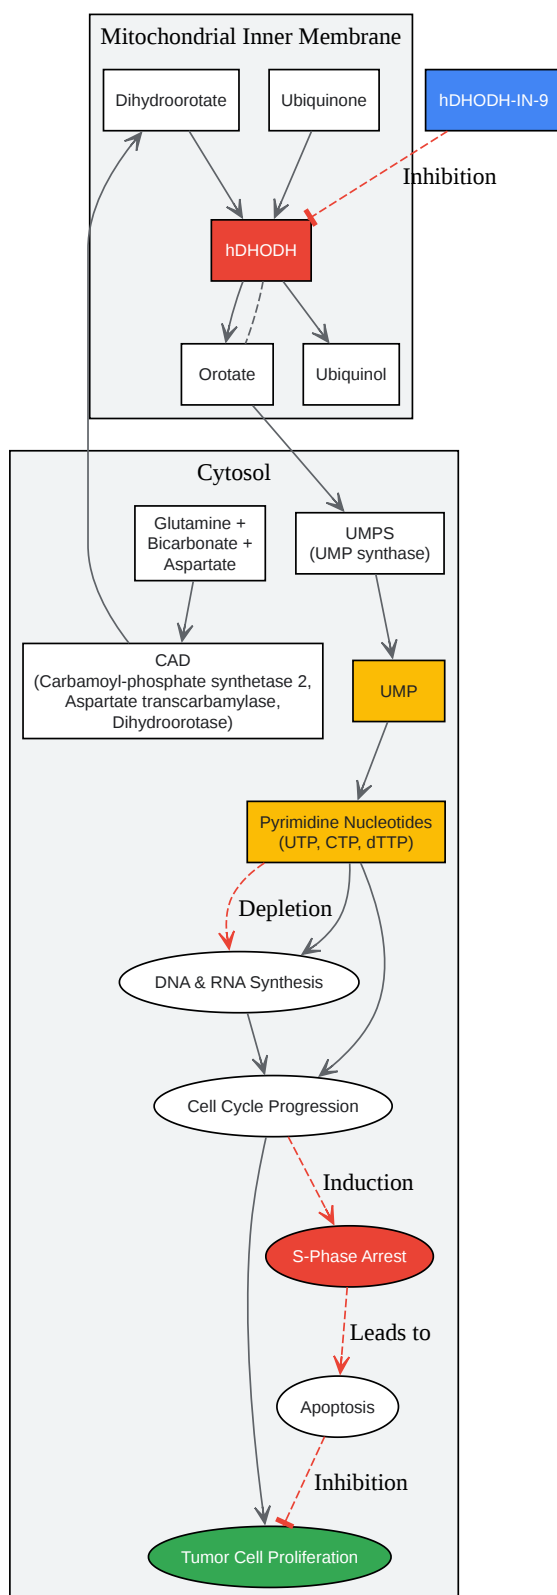 Mitochondrial Inner Membrane
Dihydroorotate
Ubiquinone
hDHODH-IN-9
Inhibition
hDHODH
Orotate
Ubiquinol
Cytosol
Glutamine +
Bicarbonate +
Aspartate
UMPS
(UMP synthase)
CAD
(Carbamoyl-phosphate synthetase 2,
Aspartate transcarbamylase,
Dihydroorotase)
UMP
Pyrimidine Nucleotides
(UTP, CTP, dTTP)
Depletion
DNA & RNA Synthesis
Cell Cycle Progression
Induction
S-Phase Arrest
Leads to
Apoptosis
Inhibition
Tumor Cell Proliferation